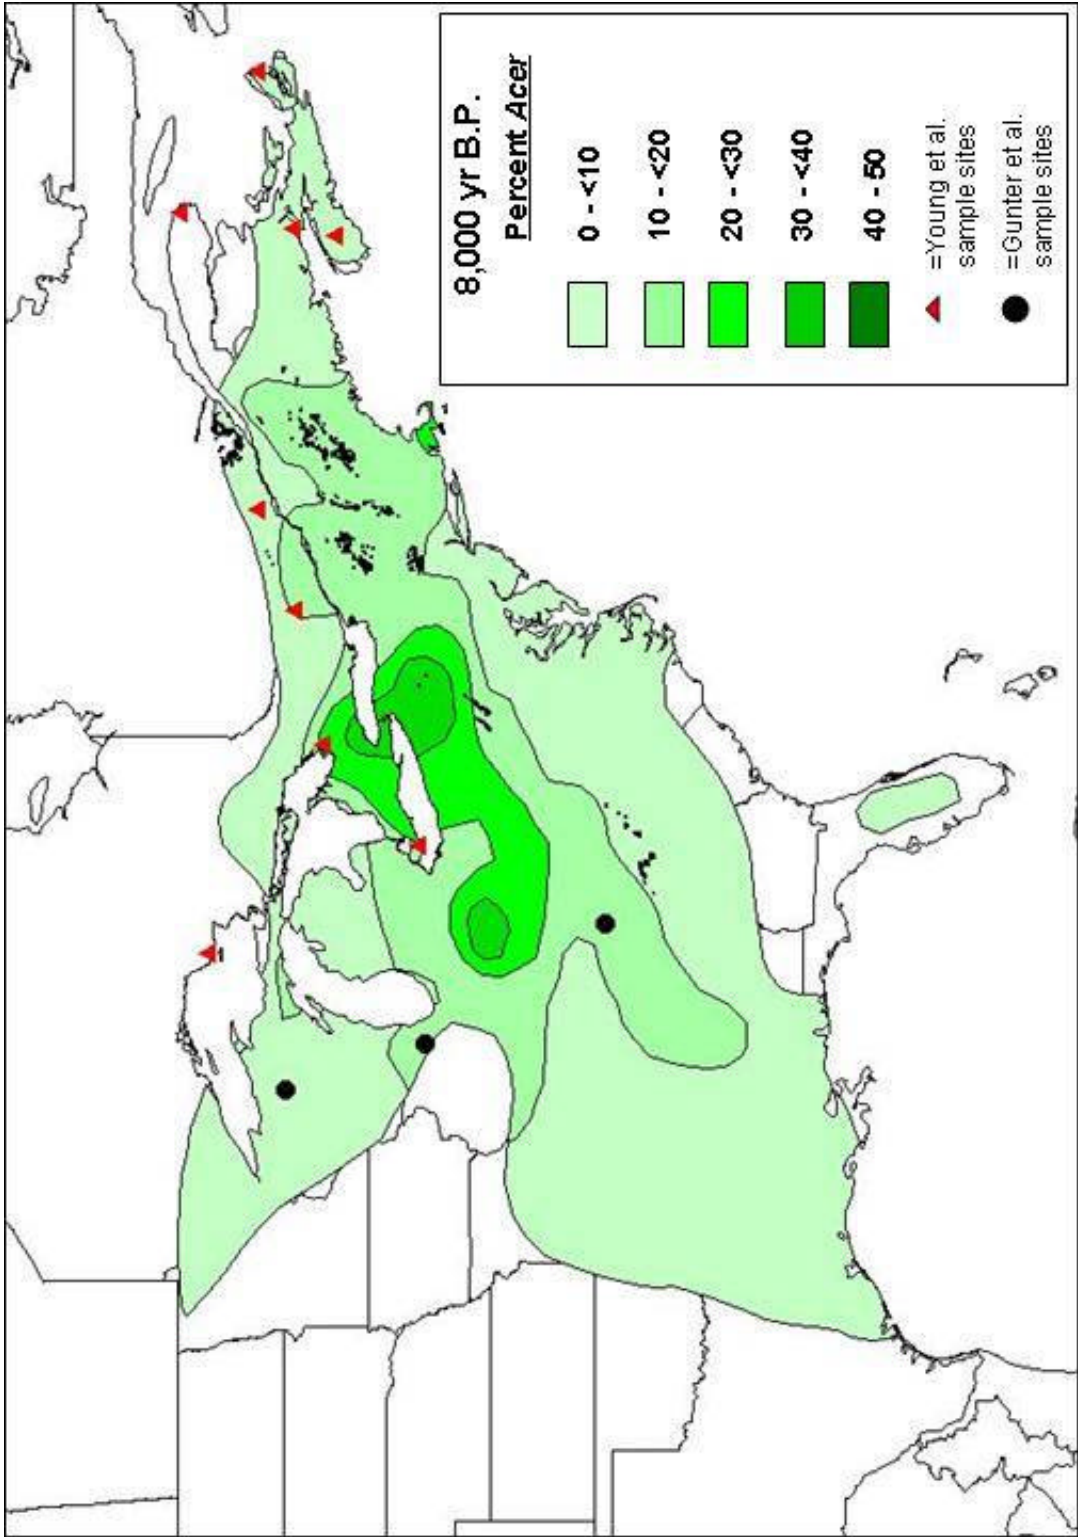 8,000 yr B.P.
Percent Acer
0 - <10
10 - <20
20 - <30
30 - <40
40 - 50
=Young et al.
sample sites
=Gunter et al.
sample sites